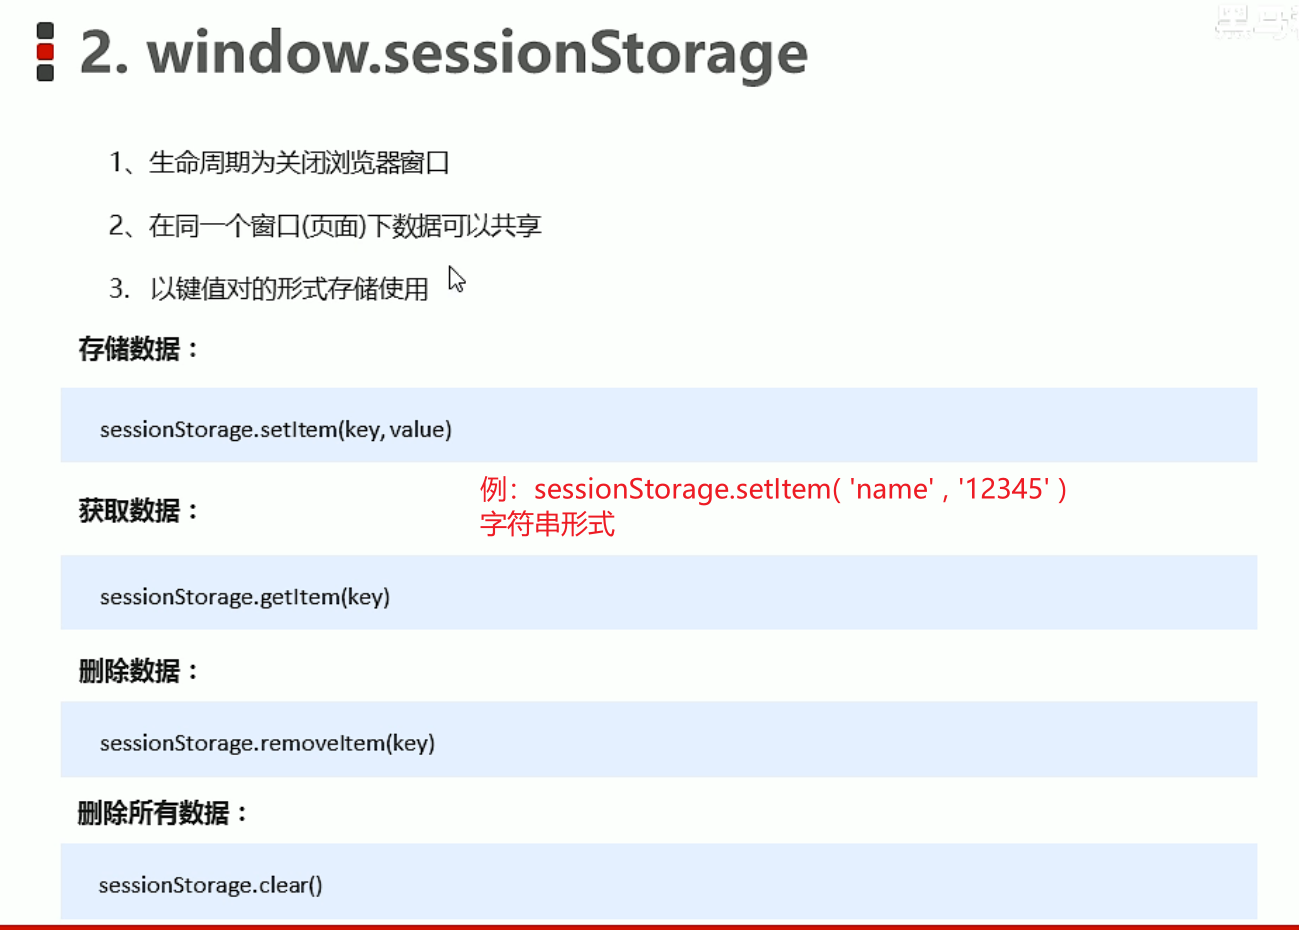 2. window.sessionStorage
1、生命周期为关闭浏览器窗口
2、在同一个窗口(页面)下数据可以共享
3. 以键值对的形式存储使用
存储数据：
sessionStorage.setItem(key, value)
例：sessionStorage.setItem( 'name' , '12345' )
字符串形式
获取数据：
sessionStorage.getItem(key)
删除数据：
sessionStorage.removeItem(key)
删除所有数据：
sessionStorage.clear()